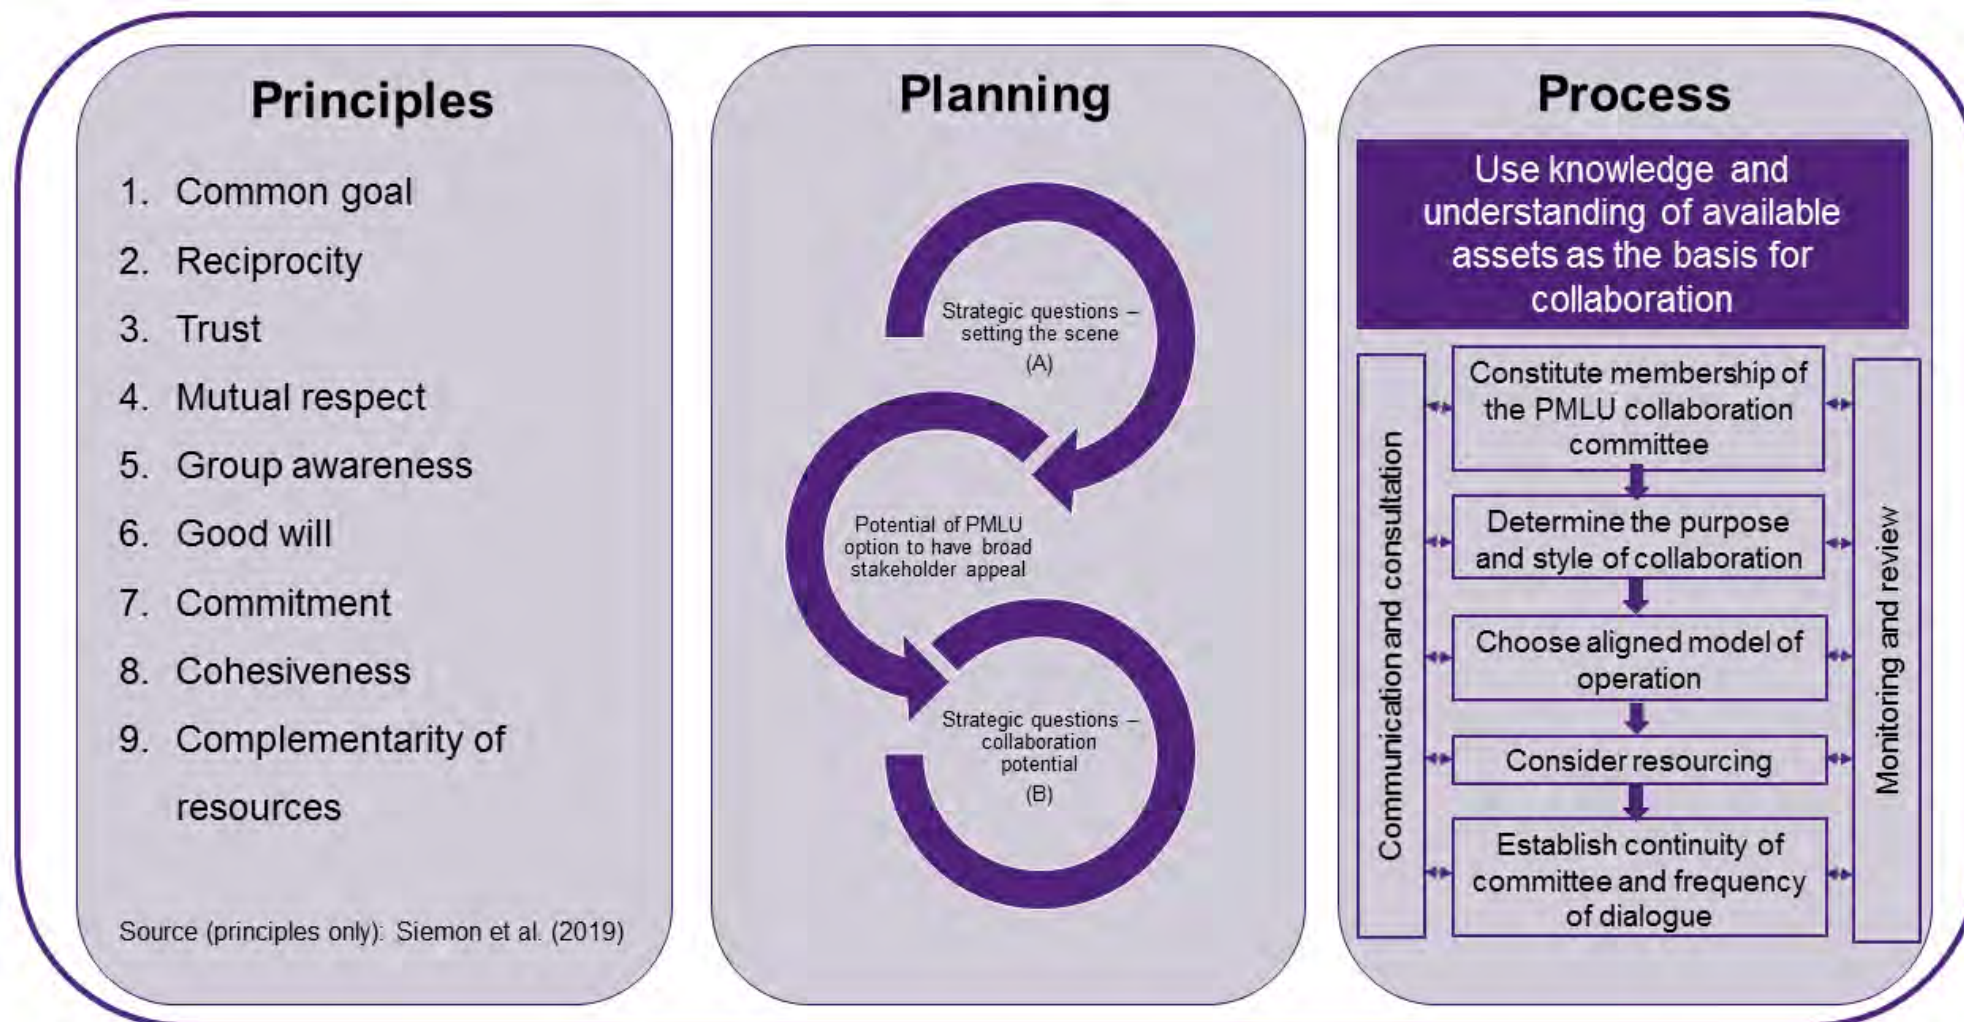 Principles
1. Common goal
2. Reciprocity
3. Trust
4. Mutual respect
5. Group awareness
6. Good will
7. Commitment
8. Cohesiveness
9. Complementarity of
resources
Source (principles only): Siemon et al. (2019)
Planning
Strategic questions –
setting the scene
(A)
Potential of PMLU
option to have broad
stakeholder appeal
Strategic questions –
collaboration
potential
(B)
Process
Use knowledge and
understanding of available
assets as the basis for
collaboration
Communication and consultation
Constitute membership of
the PMLU collaboration
committee
Determine the purpose
and style of collaboration
Choose aligned model of
operation
Consider resourcing
Establish continuity of
committee and frequency
of dialogue
Monitoring and review